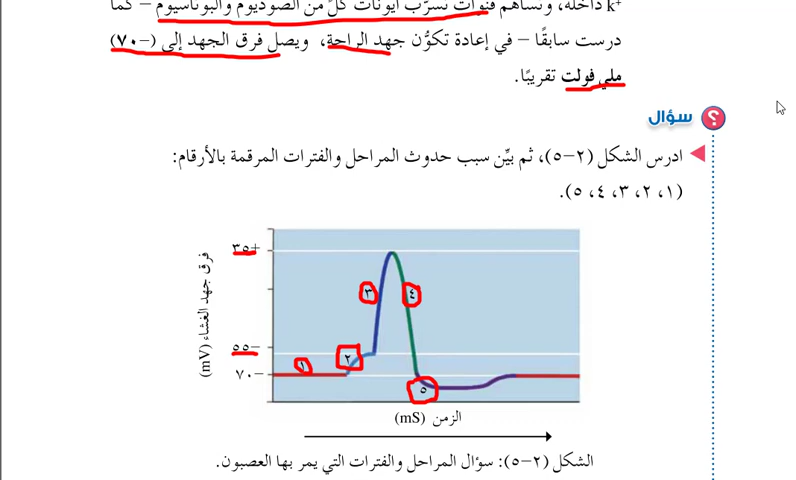 k⁺ داخله، وتساهم قنوات تسرّب أيونات كلٍّ من الصوديوم والبوتاسيوم – كما
درست سابقًا – في إعادة تكوُّن جهد الراحة، ويصل فرق الجهد إلى (-٧٠)
ملي فولت تقريبًا.
؟ سؤال
ادرس الشكل (٢-٥)، ثم بيِّن سبب حدوث المراحل والفترات المرقمة بالأرقام:
(١، ٢، ٣، ٤، ٥).
فرق جهد الغشاء (mV)
+٣٥
-٥٥
-٧٠
١
٢
٣
٤
٥
الزمن (mS)
الشكل (٢-٥): سؤال المراحل والفترات التي يمر بها العصبون.